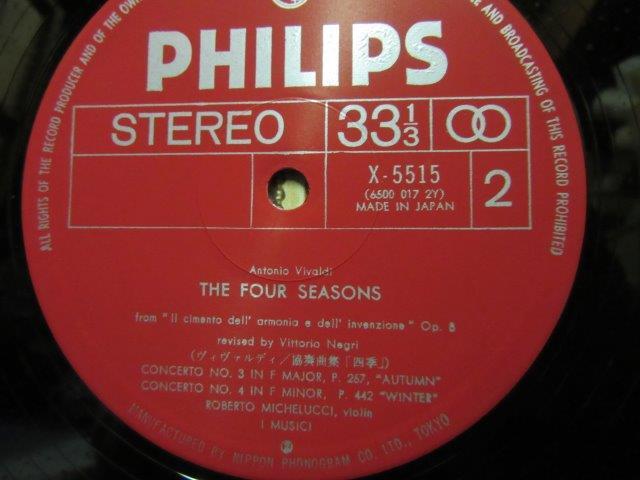 PHILIPS
STEREO
33 1/3
X-5515
(6500 017 2Y)
MADE IN JAPAN
2
Antonio Vivaldi
THE FOUR SEASONS
from "Il cimento dell' armonia e dell' invenzione" Op. 8
revised by Vittorio Negri
(ヴィヴァルディ/協奏曲集「四季」)
CONCERTO NO. 3 IN F MAJOR, P. 257, "AUTUMN"
CONCERTO NO. 4 IN F MINOR, P. 442 "WINTER"
ROBERTO MICHELUCCI, violin
I MUSICI
ALL RIGHTS OF THE RECORD PRODUCER AND OF THE
AND BROADCASTING OF THIS RECORD PROHIBITED
MANUFACTURED BY NIPPON PHONOGRAM CO., LTD., TOKYO